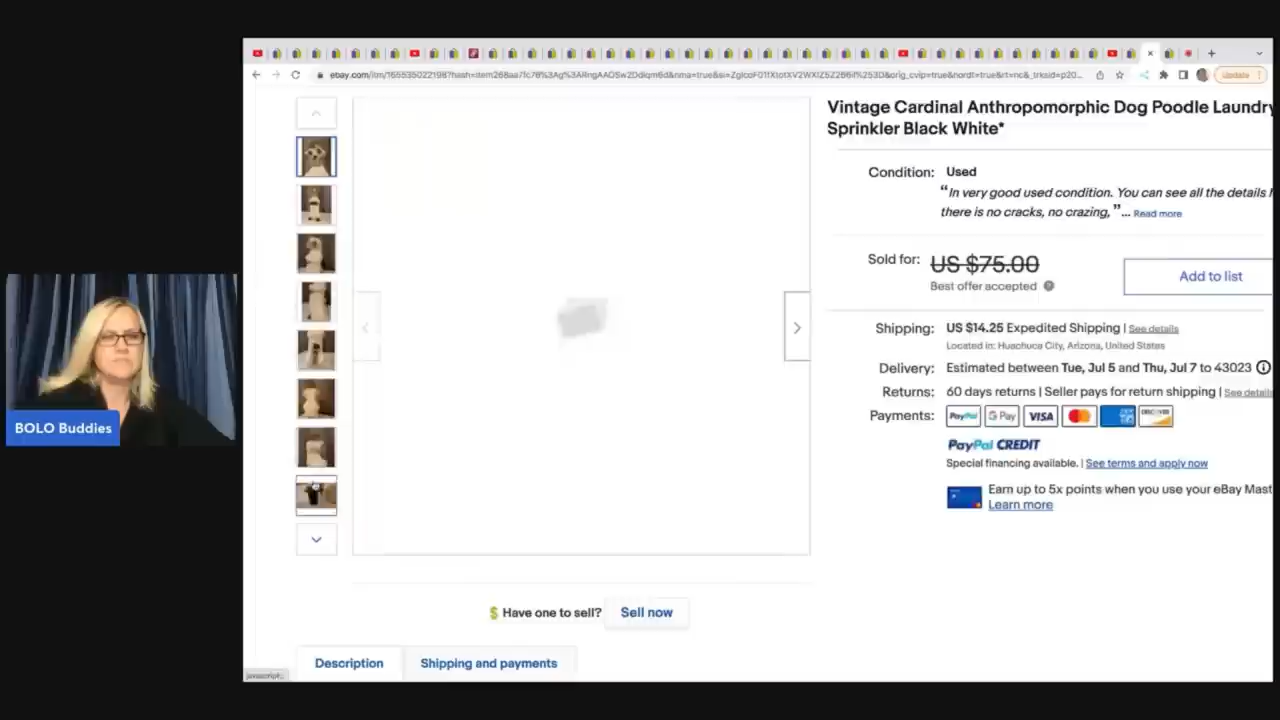 Update
Vintage Cardinal Anthropomorphic Dog Poodle Laundry
Sprinkler Black White*
Condition: Used
“In very good used condition. You can see all the details
there is no cracks, no crazing, ”... Read more
Sold for: US $75.00
Best offer accepted
Add to list
Shipping: US $14.25 Expedited Shipping | See details
Located in: Huachuca City, Arizona, United States
Delivery: Estimated between Tue, Jul 5 and Thu, Jul 7 to 43023
Returns: 60 days returns | Seller pays for return shipping | See details
Payments: PayPal G Pay VISA
DISCOVER
PayPal CREDIT
Special financing available. | See terms and apply now
Earn up to 5x points when you use your eBay Mast
Learn more
BOLO Buddies
$ Have one to sell? Sell now
Description Shipping and payments